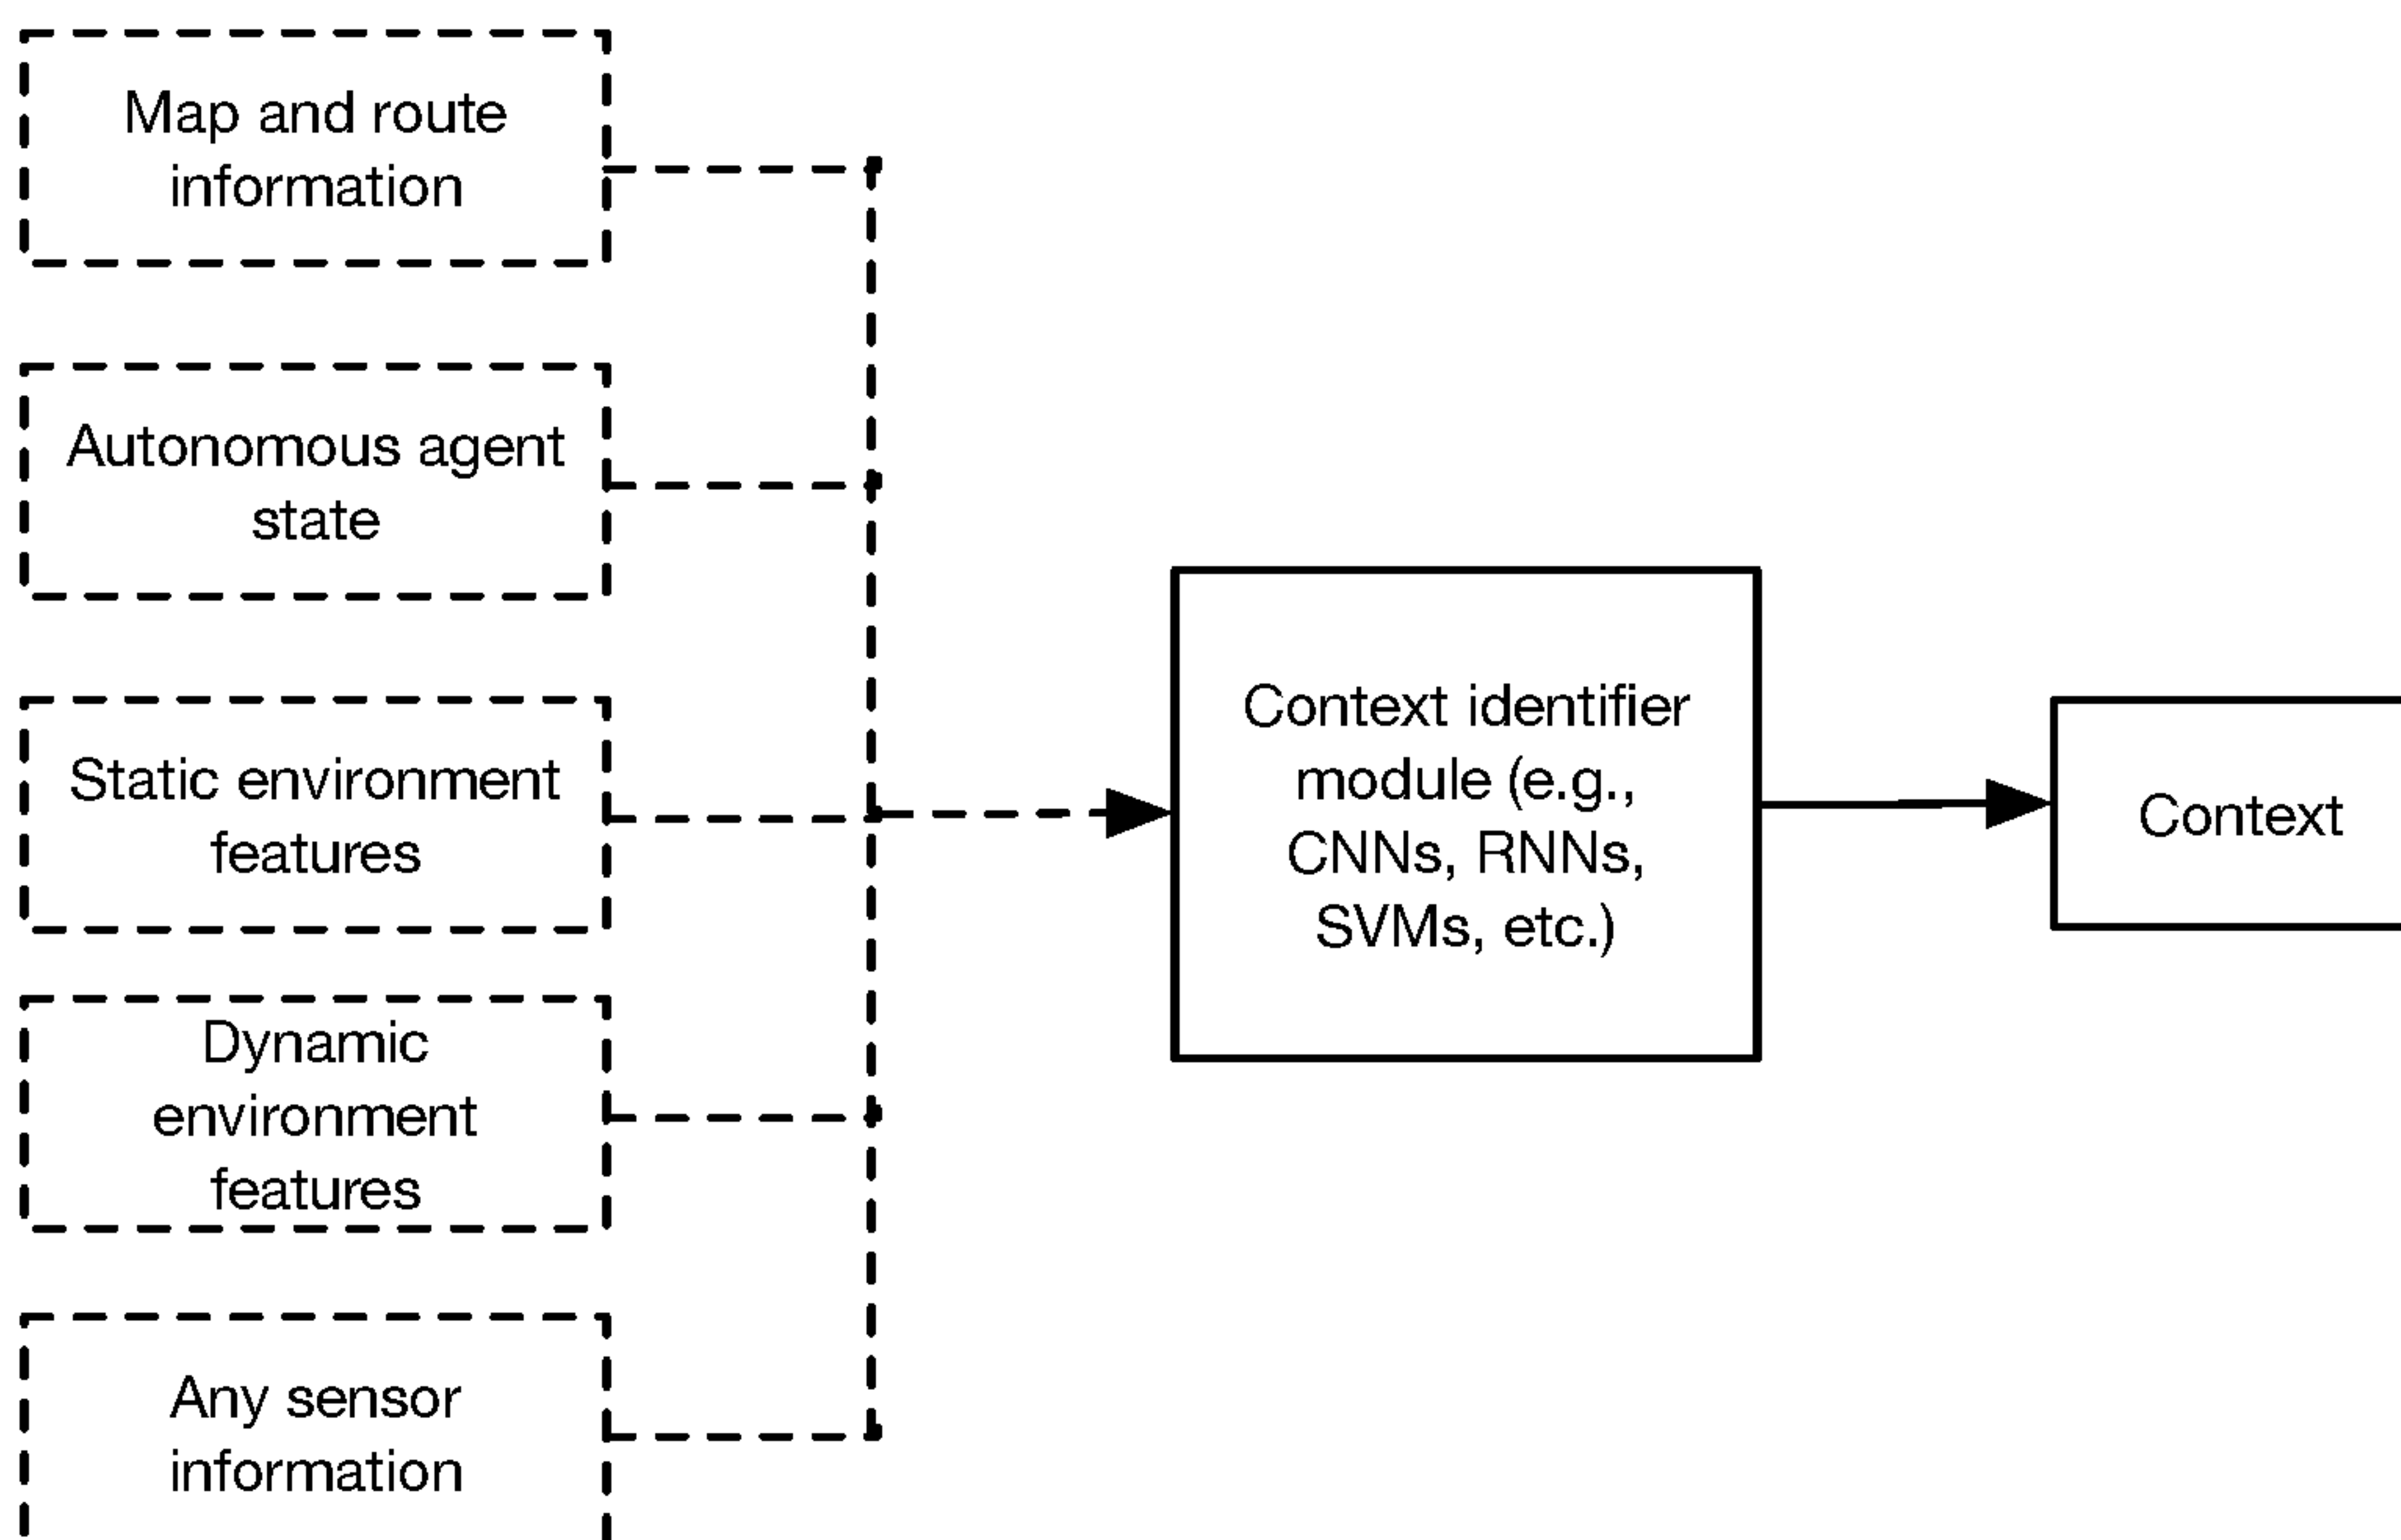 Map and route
information
Autonomous agent
state
Static environment
features
Dynamic
environment
features
Any sensor
information
Context identifier
module (e.g.,
CNNs, RNNs,
SVMs, etc.)
Context